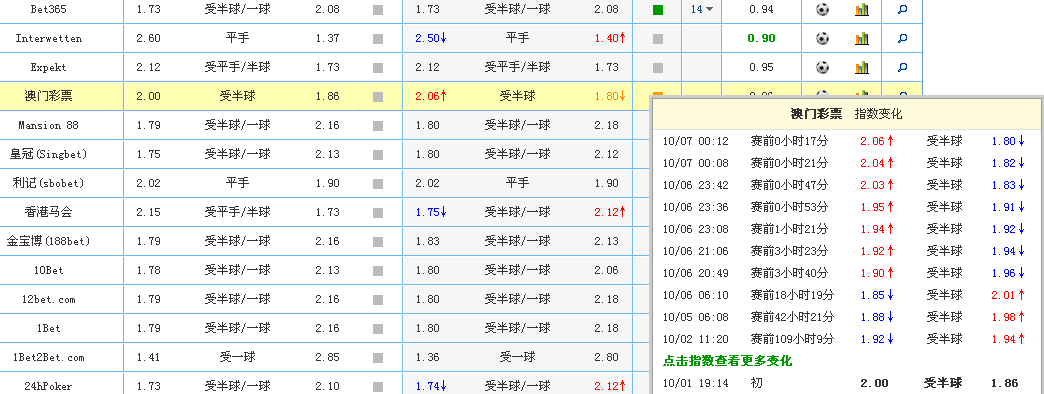 Bet365 1.73 受半球/一球 2.08 1.73 受半球/一球 2.08 14 0.94
Interwetten 2.60 平手 1.37 2.50↓ 平手 1.40↑ 0.90
Expekt 2.12 受平手/半球 1.73 2.12 受平手/半球 1.73 0.95
澳门彩票 2.00 受半球 1.86 2.06↑ 受半球 1.80↓
Mansion 88 1.79 受半球/一球 2.16 1.80 受半球/一球 2.18
皇冠(Singbet) 1.75 受半球/一球 2.13 1.80 受半球/一球 2.12
利记(sbobet) 2.02 平手 1.90 2.02 平手 1.90
香港马会 2.15 受平手/半球 1.73 1.75↓ 受半球/一球 2.12↑
金宝博(188bet) 1.79 受半球/一球 2.16 1.83 受半球/一球 2.13
10Bet 1.78 受半球/一球 2.13 1.80 受半球/一球 2.06
12bet.com 1.79 受半球/一球 2.16 1.80 受半球/一球 2.18
1Bet 1.79 受半球/一球 2.16 1.80 受半球/一球 2.18
1Bet2Bet.com 1.41 受一球 2.85 1.36 受一球 2.80
24hPoker 1.73 受半球/一球 2.10 1.74↓ 受半球/一球 2.12↑
澳门彩票 指数变化
10/07 00:12 赛前0小时17分 2.06↑ 受半球 1.80↓
10/07 00:08 赛前0小时21分 2.04↑ 受半球 1.82↓
10/06 23:42 赛前0小时47分 2.03↑ 受半球 1.83↓
10/06 23:36 赛前0小时53分 1.95↑ 受半球 1.91↓
10/06 23:08 赛前1小时21分 1.94↑ 受半球 1.92↓
10/06 21:06 赛前3小时23分 1.92↑ 受半球 1.94↓
10/06 20:49 赛前3小时40分 1.90↑ 受半球 1.96↓
10/06 06:10 赛前18小时19分 1.85↓ 受半球 2.01↑
10/05 06:08 赛前42小时21分 1.88↓ 受半球 1.98↑
10/02 11:20 赛前109小时9分 1.92↓ 受半球 1.94↑
点击指数查看更多变化
10/01 19:14 初 2.00 受半球 1.86